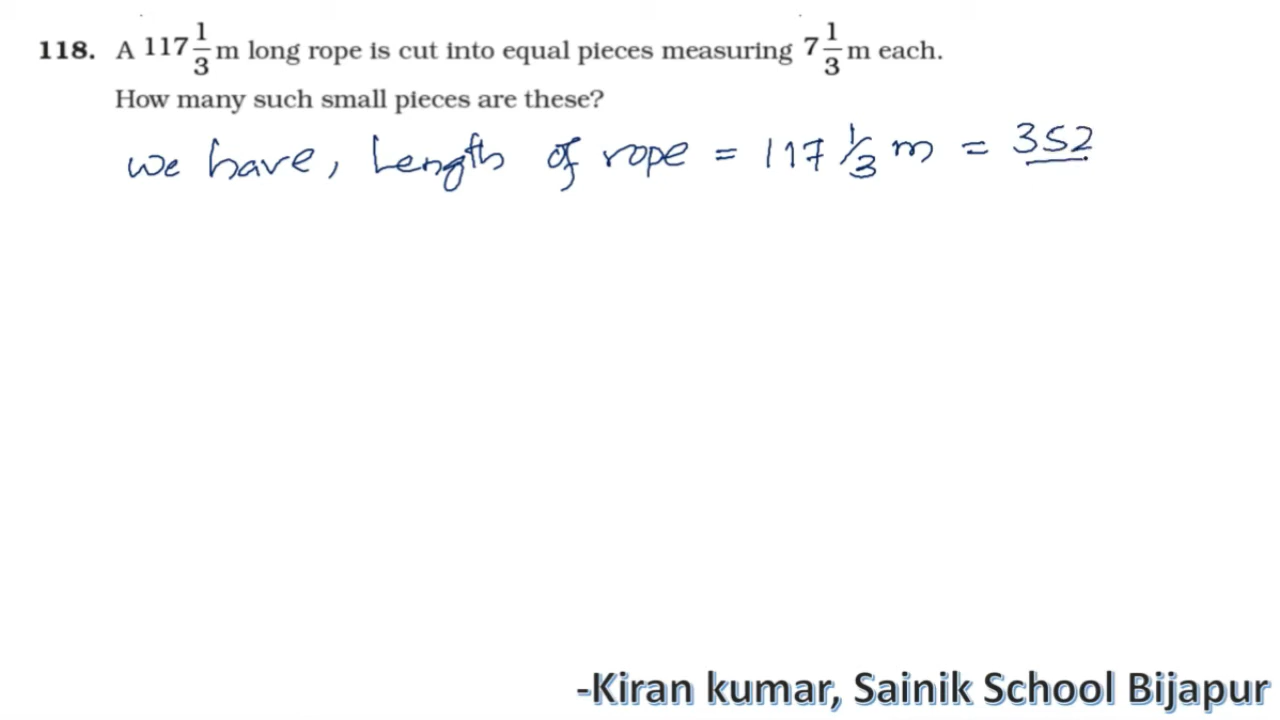 118. A 117 1/3 m long rope is cut into equal pieces measuring 7 1/3 m each.
How many such small pieces are these?
we have, Length of rope = 117 1/3 m = 352
-Kiran kumar, Sainik School Bijapur